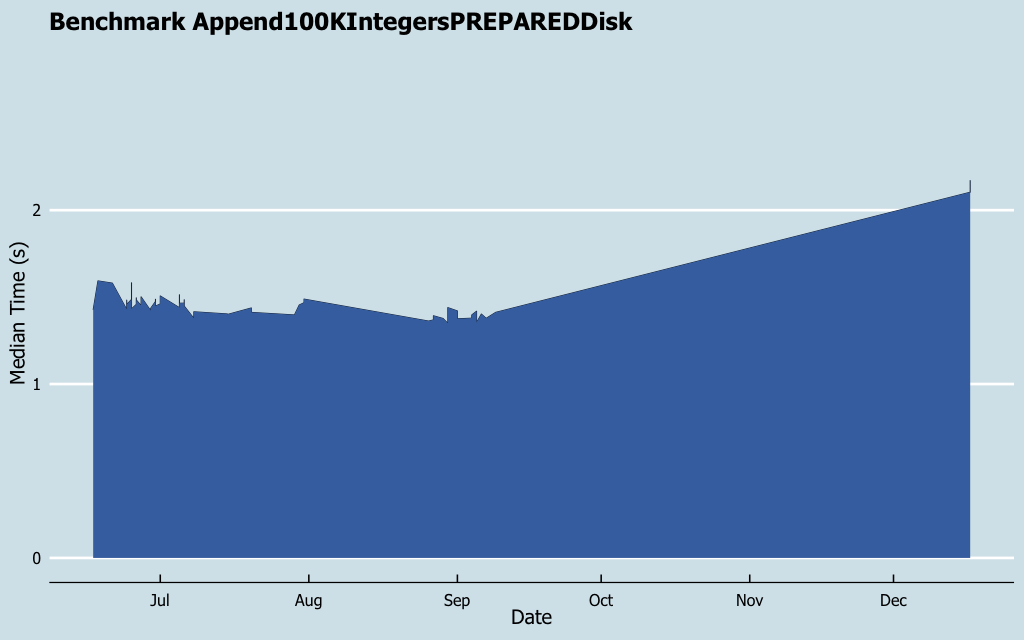 Benchmark Append100KIntegersPREPAREDDisk
Median Time (s)
2
1
0
Jul Aug Sep Oct Nov Dec
Date